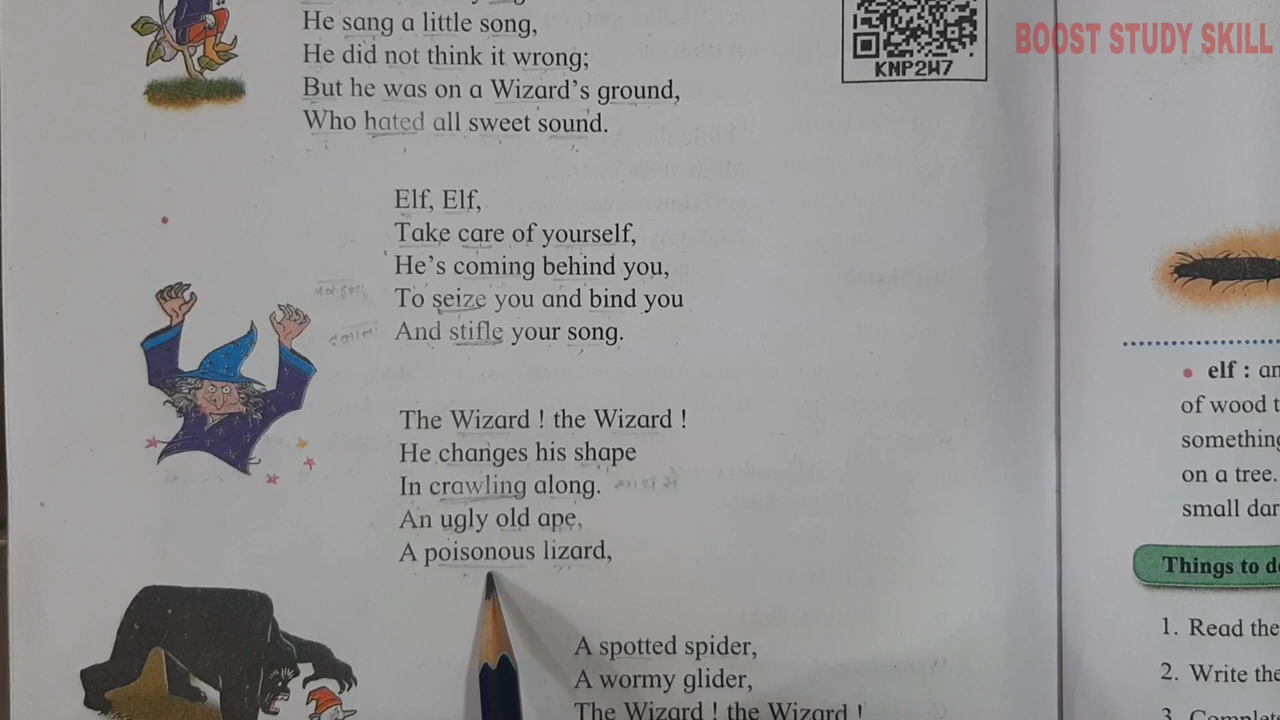 He sang a little song,
He did not think it wrong;
But he was on a Wizard's ground,
Who hated all sweet sound.
KNP2W7
BOOST STUDY SKILL
Elf, Elf,
Take care of yourself,
He's coming behind you,
To seize you and bind you
And stifle your song.
The Wizard ! the Wizard !
He changes his shape
In crawling along.
An ugly old ape,
A poisonous lizard,
A spotted spider,
A wormy glider,
The Wizard ! the Wizard !
• elf : an
of wood t
something
on a tree.
small dar
Things to d
1. Read the
2. Write the
3. Complet